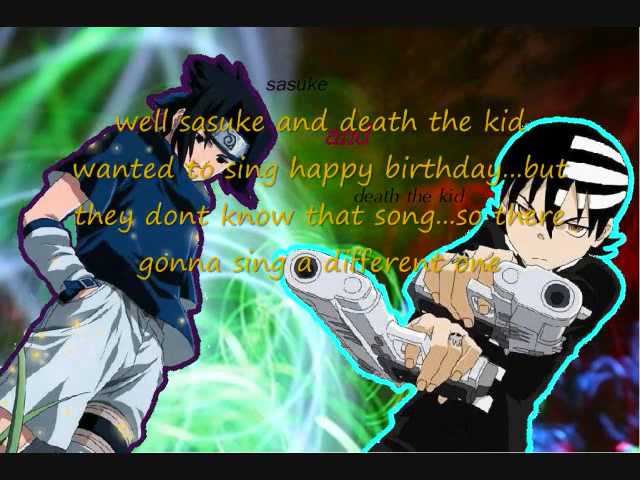 sasuke
and
death the kid
well sasuke and death the kid
wanted to sing happy birthday...but
they dont know that song...so there
gonna sing a different one